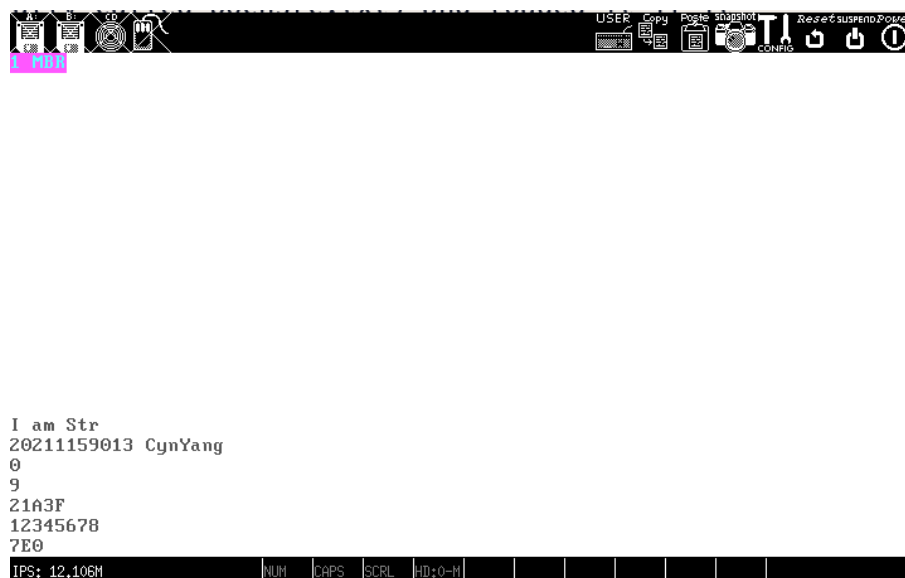 A: B: CD USER Copy Paste snapshot CONFIG Reset SUSPEND Power
1 MBR
I am Str
20211159013 CynYang
0
9
21A3F
12345678
7E0
IPS: 12.106M NUM CAPS SCRL HD:0-M